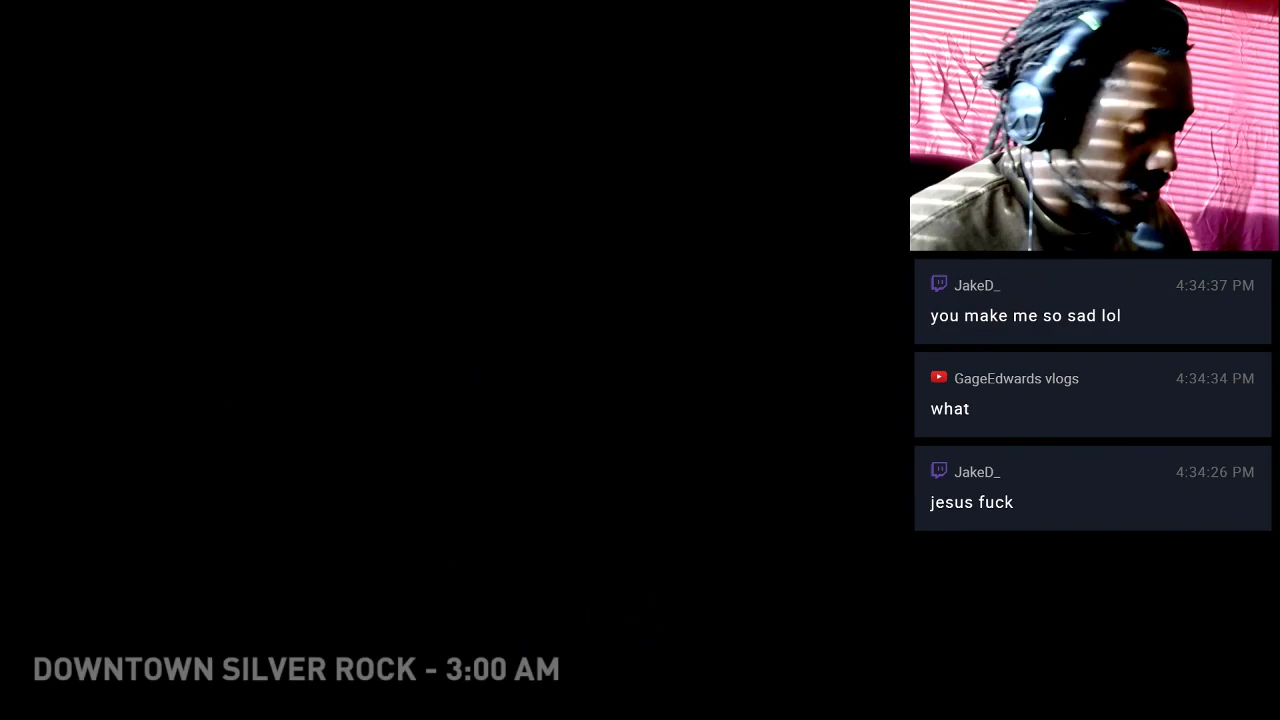 JakeD_ 4:34:37 PM
you make me so sad lol
GageEdwards vlogs 4:34:34 PM
what
JakeD_ 4:34:26 PM
jesus fuck
DOWNTOWN SILVER ROCK - 3:00 AM